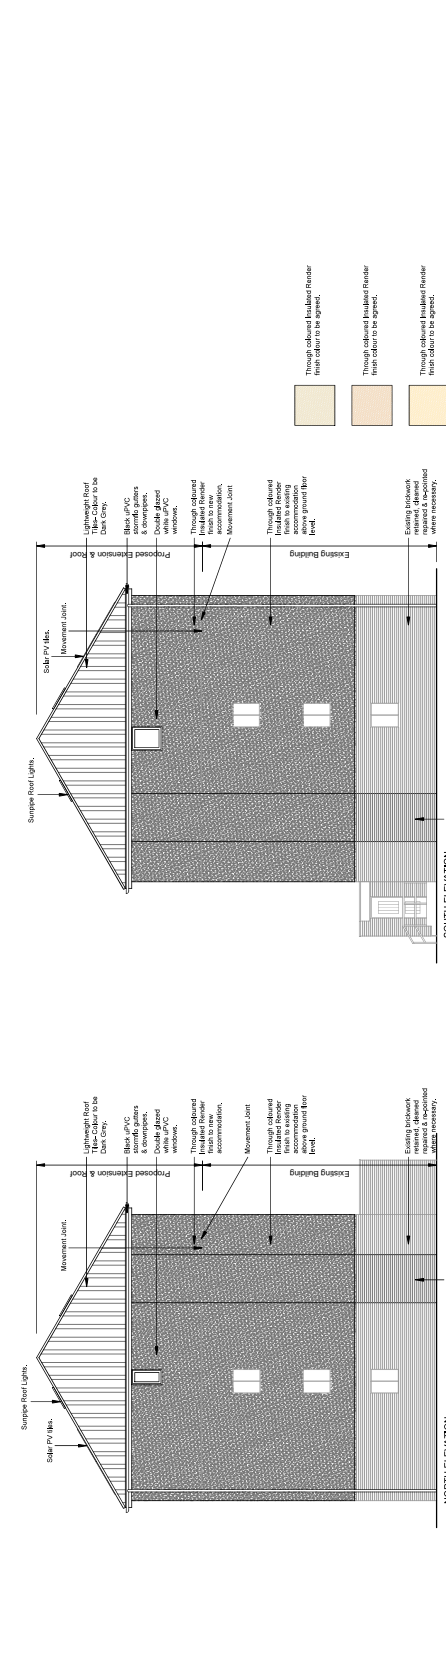 Through coloured Insulated Render
finish colour to be agreed.
Through coloured Insulated Render
finish colour to be agreed.
Through coloured Insulated Render
finish colour to be agreed.
Sunpipe Roof Lights.
Solar PV tiles.
Movement Joint.
Lightweight Roof
Tiles- Colour to be
Dark Grey.
Black uPVC
stormflo gutters
& downpipes.
Double glazed
white uPVC
windows.
Through coloured
Insulated Render
finish to new
accommodation.
Movement Joint
Through coloured
Insulated Render
finish to existing
accommodation
above ground floor
level.
Existing brickwork
retained, cleaned
repaired & re-pointed
where necessary.
Proposed Extension & Roof
Existing Building
SOUTH ELEVATION
Sunpipe Roof Lights.
Solar PV tiles.
Movement Joint.
Lightweight Roof
Tiles- Colour to be
Dark Grey.
Black uPVC
stormflo gutters
& downpipes.
Double glazed
white uPVC
windows.
Through coloured
Insulated Render
finish to new
accommodation.
Movement Joint
Through coloured
Insulated Render
finish to existing
accommodation
above ground floor
level.
Existing brickwork
retained, cleaned
repaired & re-pointed
where necessary.
Proposed Extension & Roof
Existing Building
NORTH ELEVATION